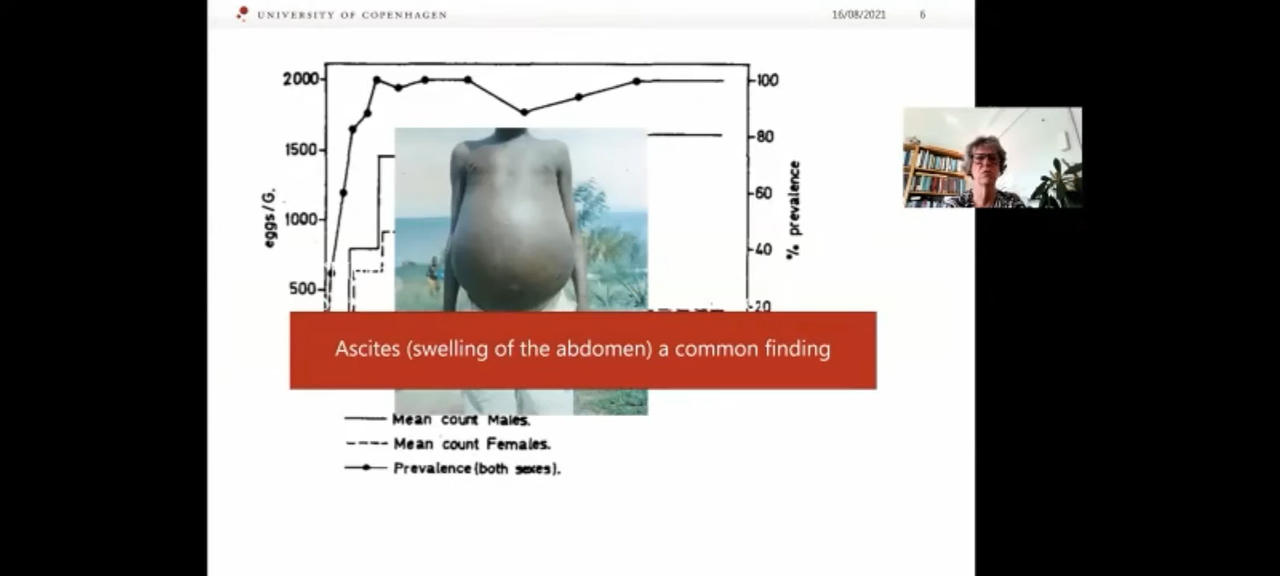 UNIVERSITY OF COPENHAGEN
16/08/2021 6
2000 100
1500 80
eggs/G.
60
% prevalence
1000
40
500
20
Ascites (swelling of the abdomen) a common finding
Mean count Males.
Mean count Females.
Prevalence (both sexes).